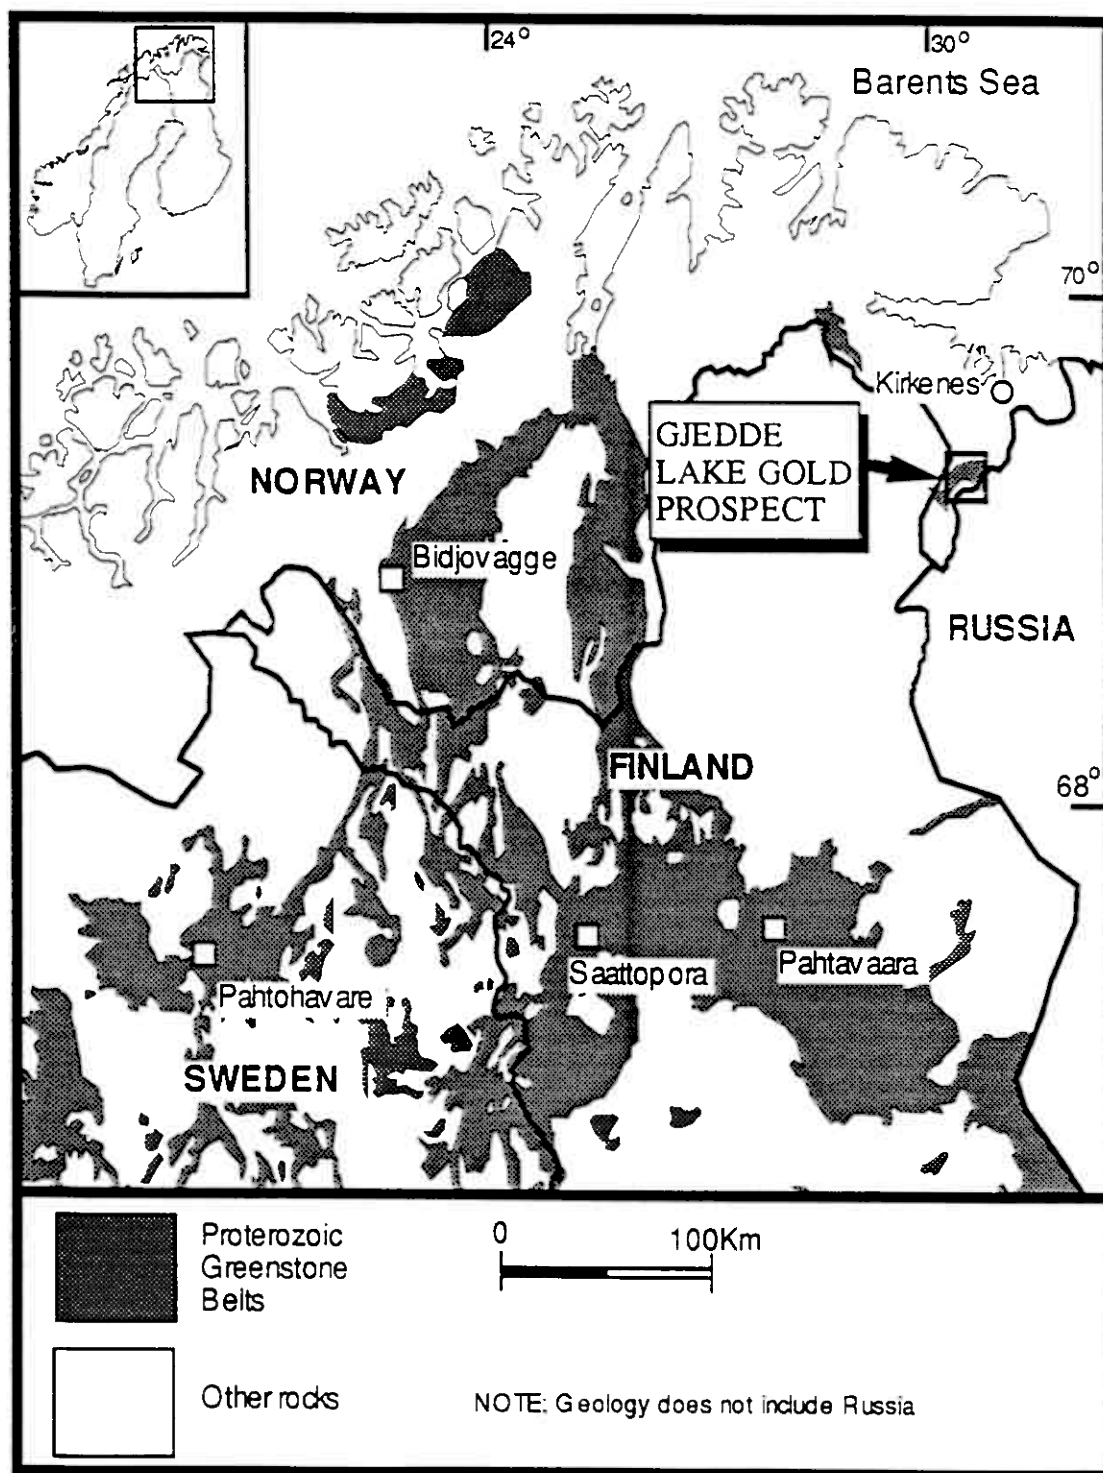 24°
30°
Barents Sea
70°
Kirkenes
GJEDDE
LAKE GOLD
PROSPECT
NORWAY
Bidjovagge
RUSSIA
FINLAND
68°
Pahtavaara
Saattopora
Pahtohavare
SWEDEN
Proterozoic
Greenstone
Belts
0 100Km
Other rocks
NOTE: Geology does not include Russia